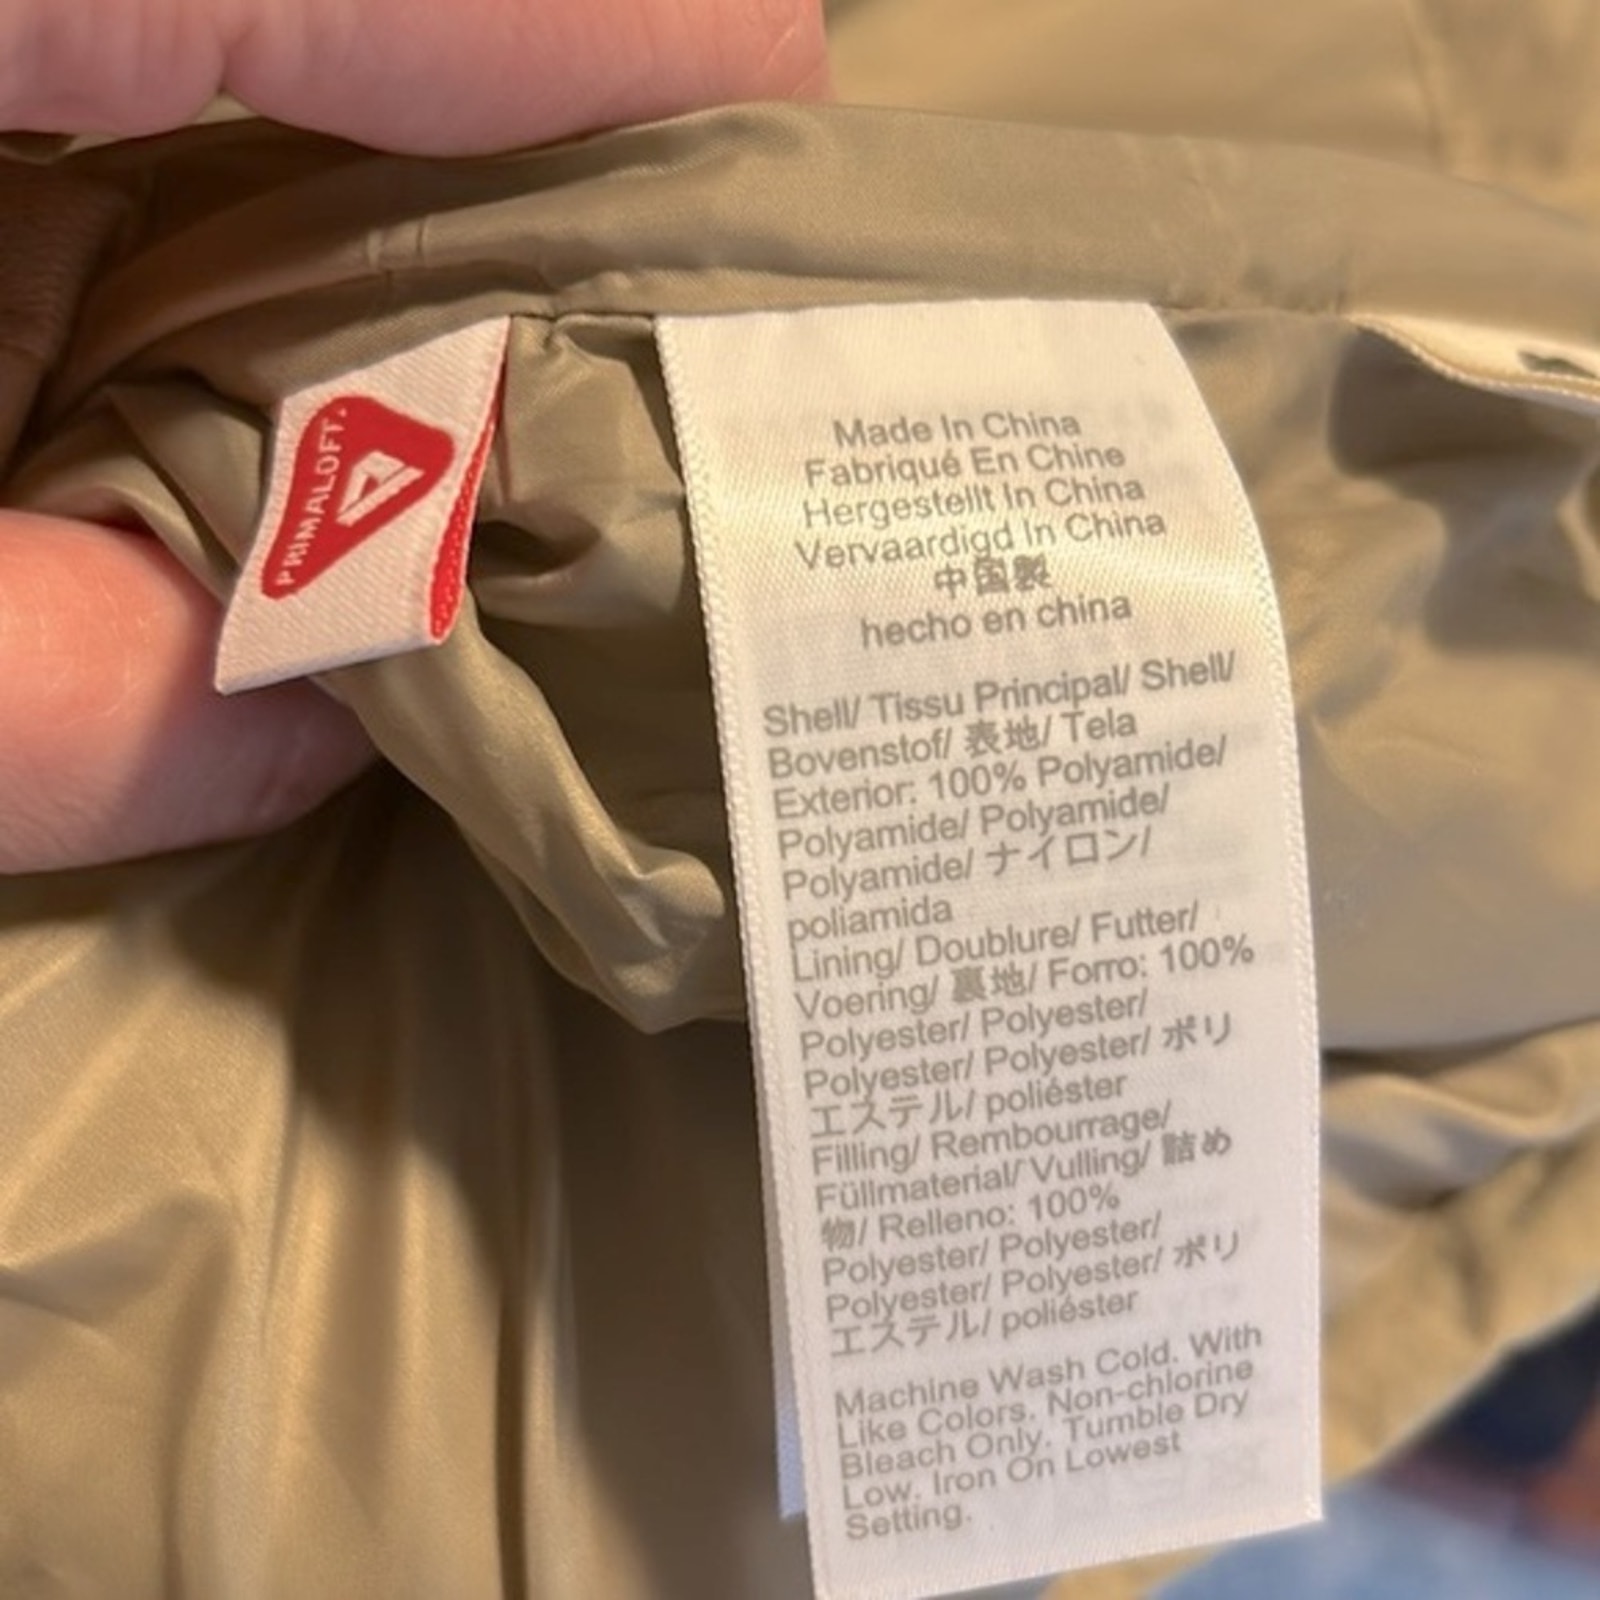 PRIMALOFT.
Made In China
Fabriqué En Chine
Hergestellt In China
Vervaardigd In China
中国製
hecho en china
Shell/ Tissu Principal/ Shell/
Bovenstof/ 表地/ Tela
Exterior: 100% Polyamide/
Polyamide/ Polyamide/
Polyamide/ ナイロン/
poliamida
Lining/ Doublure/ Futter/
Voering/ 裏地/ Forro: 100%
Polyester/ Polyester/
Polyester/ Polyester/ ポリ
エステル/ poliéster
Filling/ Rembourrage/
Füllmaterial/ Vulling/ 詰め
物/ Relleno: 100%
Polyester/ Polyester/
Polyester/ Polyester/ ポリ
エステル/ poliéster
Machine Wash Cold. With
Like Colors. Non-chlorine
Bleach Only. Tumble Dry
Low. Iron On Lowest
Setting.